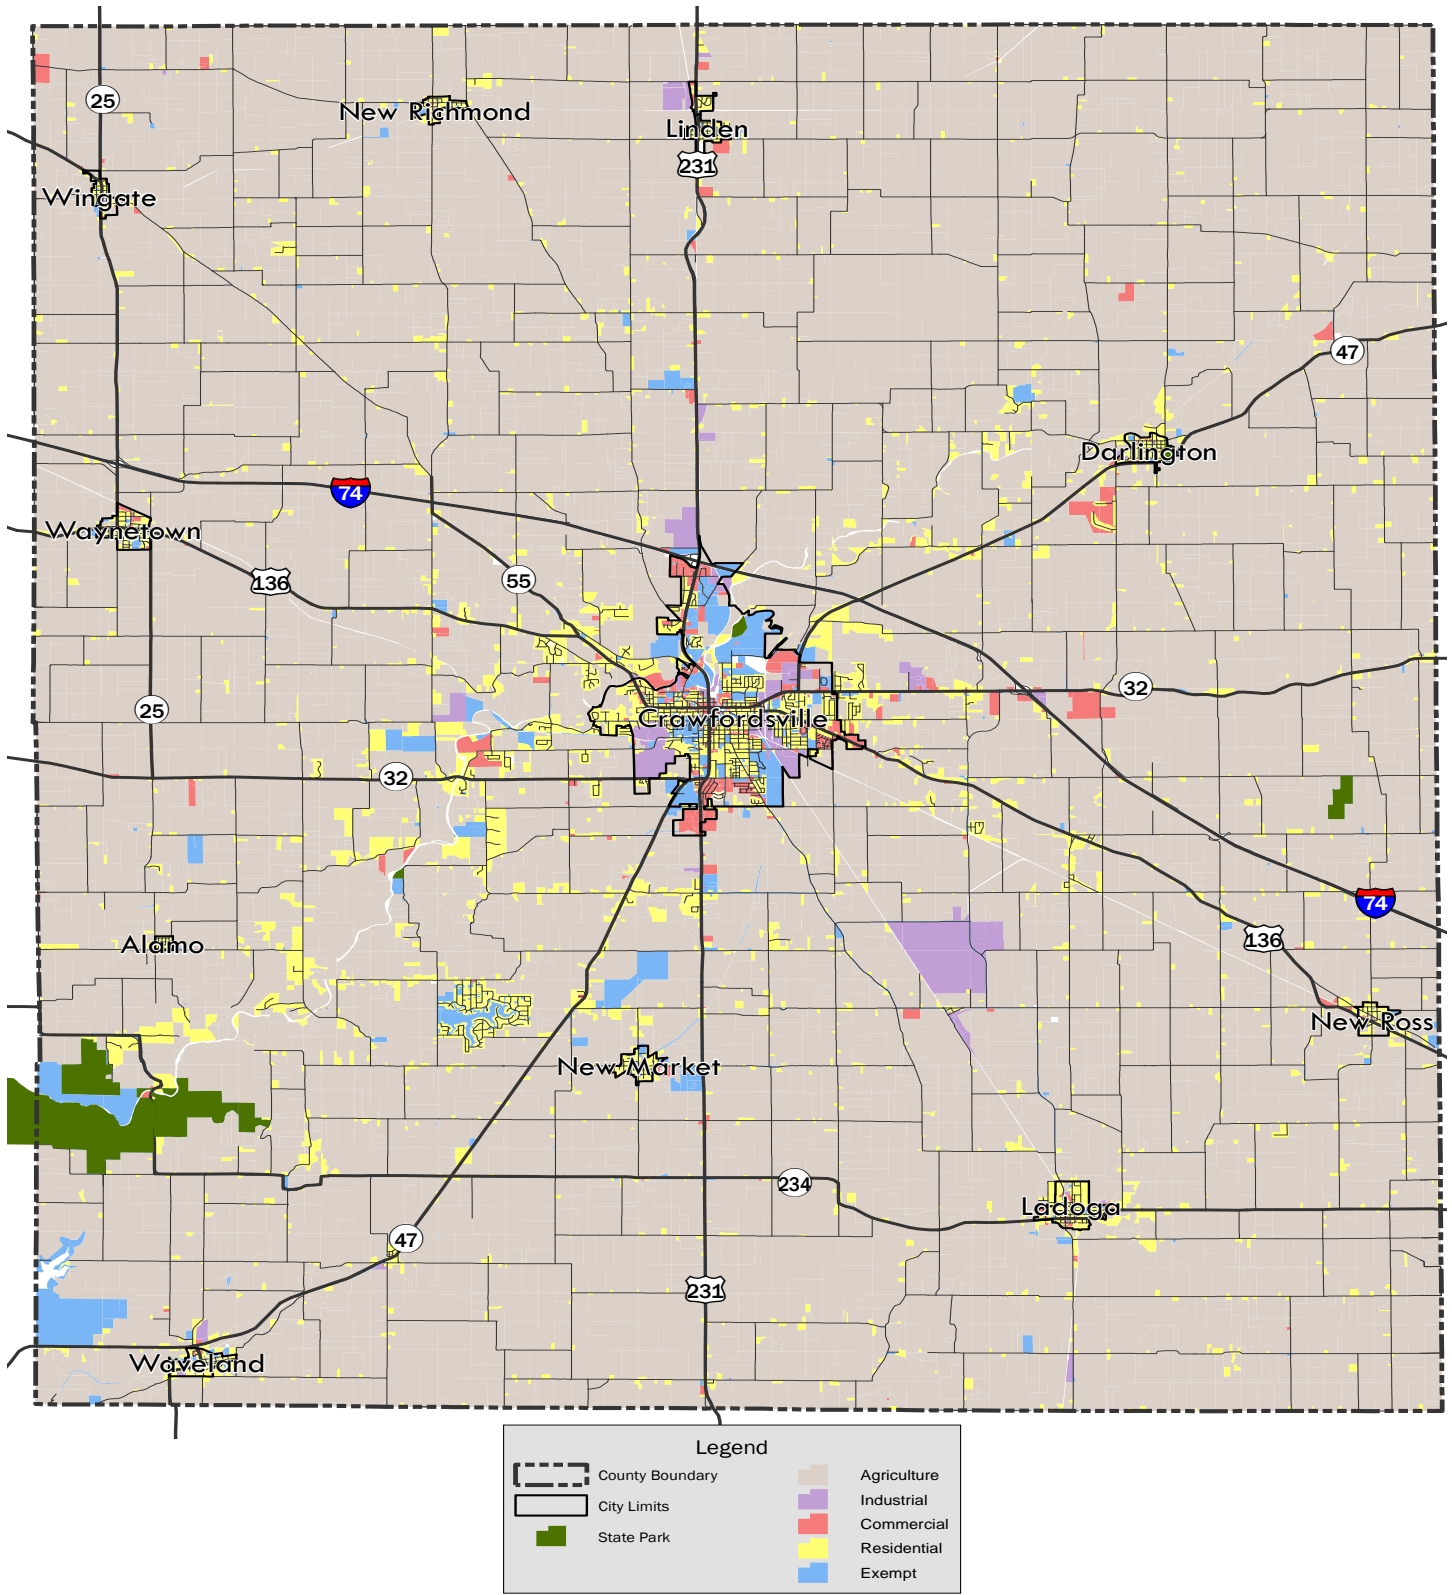 25
New Richmond
Linden
231
Wingate
47
Darlington
74
Waynetown
136
55
32
25
Crawfordsville
32
74
136
Alamo
New Ross
New Market
234
Ladoga
47
231
Waveland
Legend
County Boundary
City Limits
State Park
Agriculture
Industrial
Commercial
Residential
Exempt